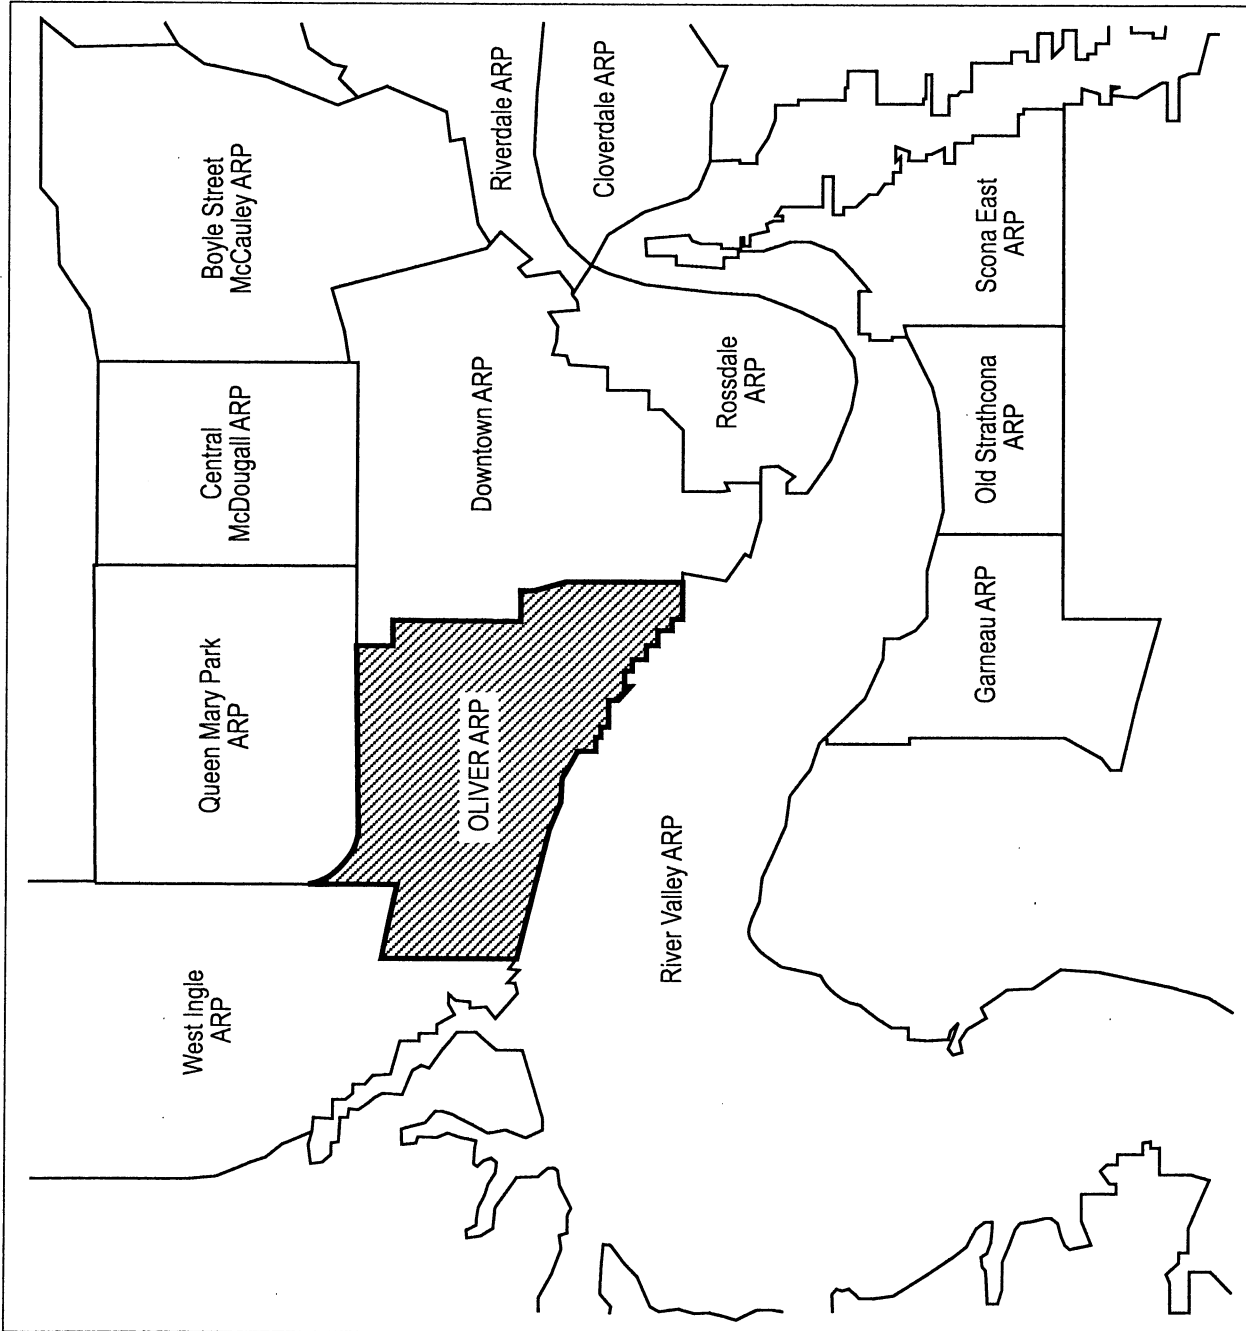 West Ingle
ARP
Queen Mary Park
ARP
Central
McDougall ARP
Boyle Street
McCauley ARP
OLIVER ARP
Downtown ARP
Riverdale ARP
Cloverdale ARP
River Valley ARP
Rossdale
ARP
Garneau ARP
Old Strathcona
ARP
Scona East
ARP